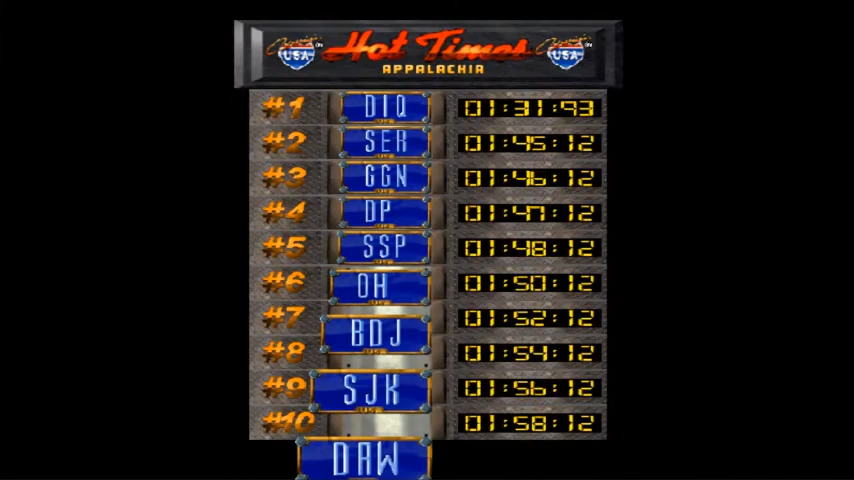 Cruis'n USA Hot Times Cruis'n USA
APPALACHIA
#1 DIQ 01:31:93
#2 SER 01:45:12
#3 GGN 01:46:12
#4 DP 01:47:12
#5 SSP 01:48:12
#6 OH 01:50:12
#7 BDJ 01:52:12
#8 01:54:12
#9 SJK 01:56:12
#10 01:58:12
DAW